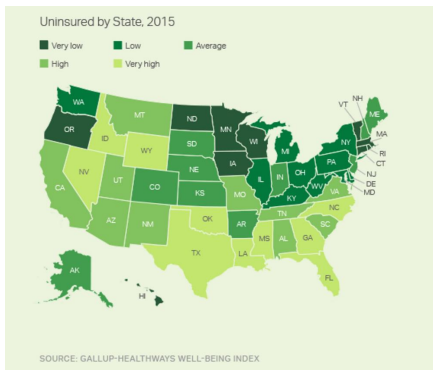 Uninsured by State, 2015
Very low Low Average
High Very high
WA
MT
ND
MN
VT
NH
ME
OR
ID
SD
WI
MI
NY
MA
WY
RI
CT
NV
NE
IA
PA
NJ
DE
MD
UT
CO
IL
IN
OH
WV
VA
CA
KS
MO
KY
NC
AZ
NM
OK
AR
TN
SC
MS
AL
GA
TX
LA
FL
AK
HI
SOURCE: GALLUP-HEALTHWAYS WELL-BEING INDEX